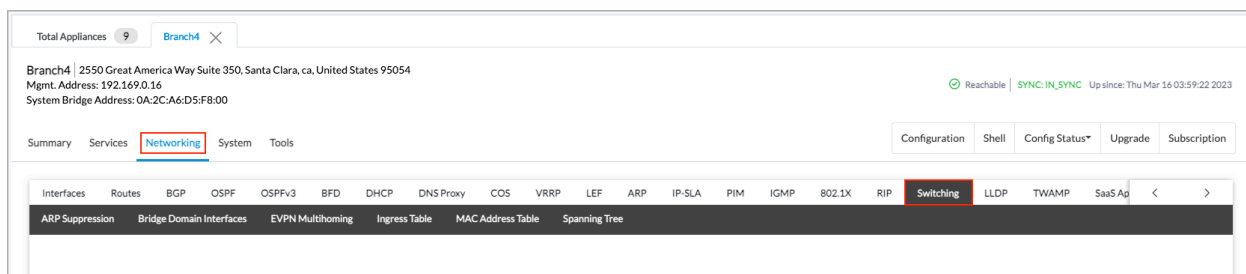 Total Appliances 9 Branch4
Branch4 | 2550 Great America Way Suite 350, Santa Clara, ca, United States 95054
Mgmt. Address: 192.169.0.16
System Bridge Address: 0A:2C:A6:D5:F8:00
Reachable | SYNC: IN_SYNC Up since: Thu Mar 16 03:59:22 2023
Summary Services Networking System Tools
Configuration Shell Config Status Upgrade Subscription
Interfaces Routes BGP OSPF OSPFv3 BFD DHCP DNS Proxy COS VRRP LEF ARP IP-SLA PIM IGMP 802.1X RIP Switching LLDP TWAMP SaaS Ap < >
ARP Suppression Bridge Domain Interfaces EVPN Multihoming Ingress Table MAC Address Table Spanning Tree